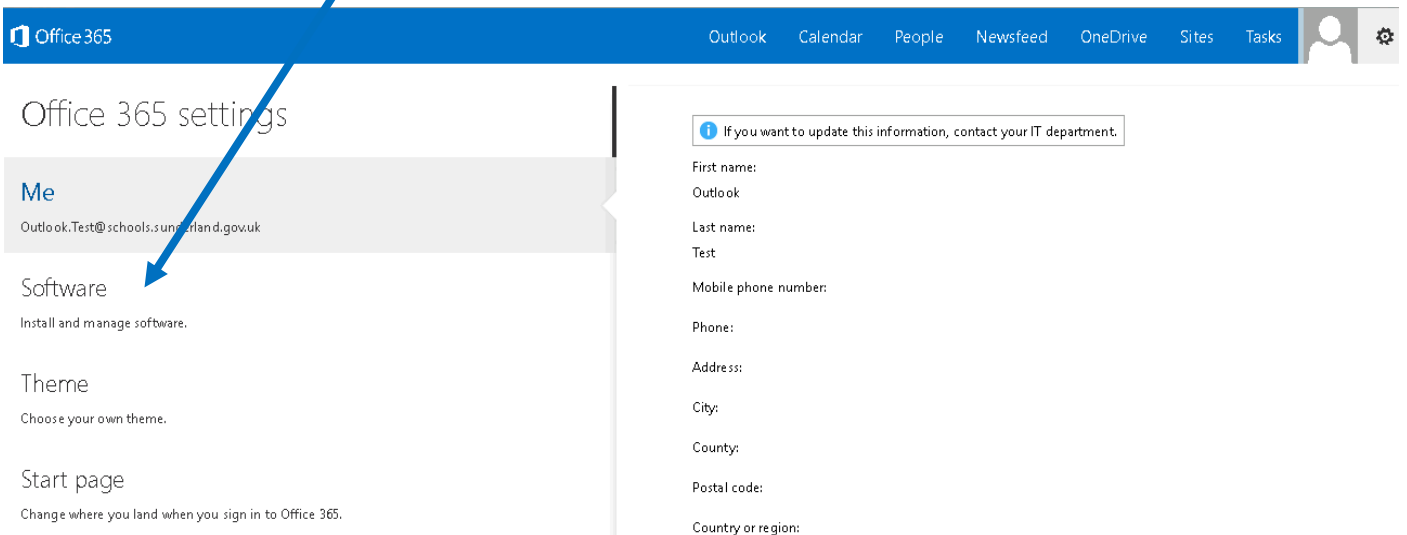 Office 365
Outlook Calendar People Newsfeed OneDrive Sites Tasks
Office 365 settings
Me
Outlook.Test@schools.sunderland.gov.uk
Software
Install and manage software.
Theme
Choose your own theme.
Start page
Change where you land when you sign in to Office 365.
If you want to update this information, contact your IT department.
First name:
Outlook
Last name:
Test
Mobile phone number:
Phone:
Address:
City:
County:
Postal code:
Country or region: